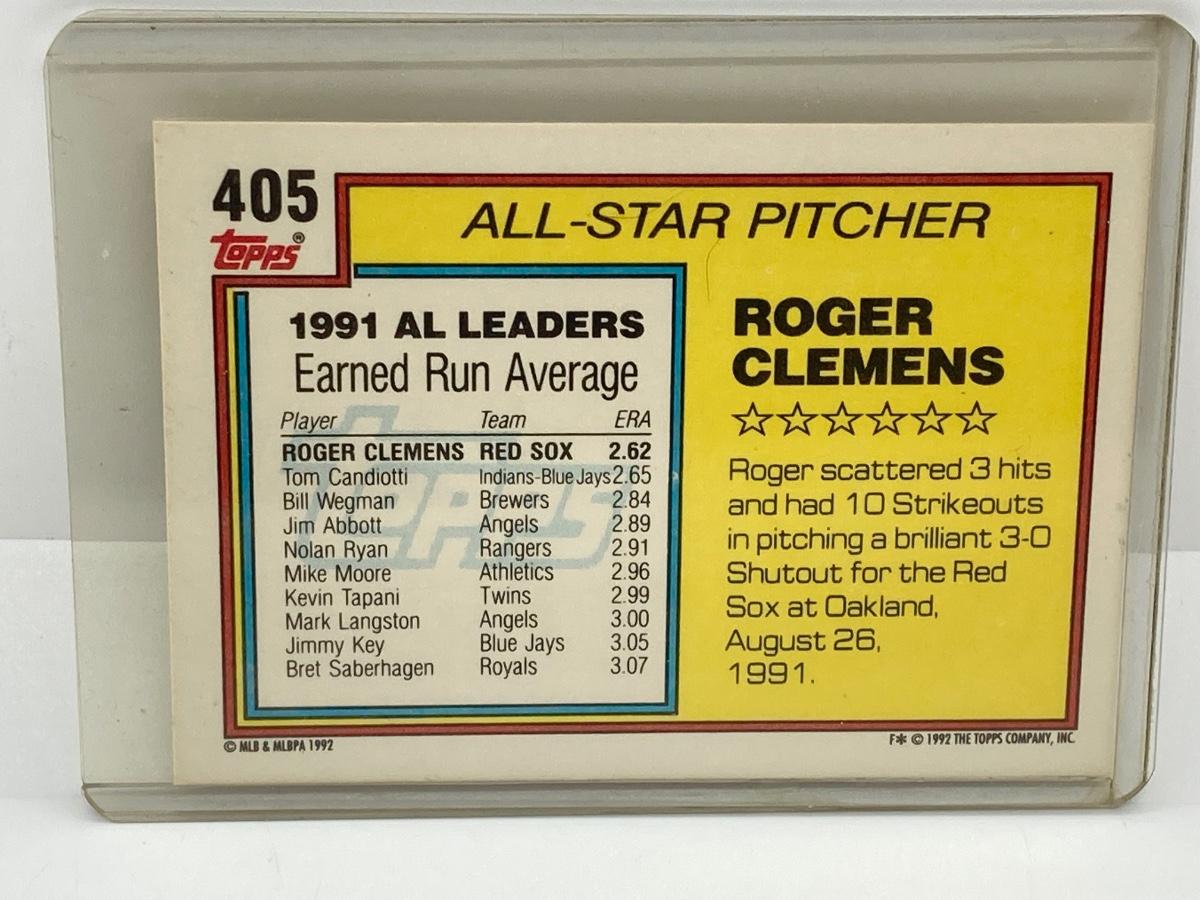 405
TOPPS®
ALL-STAR PITCHER
1991 AL LEADERS
Earned Run Average
Player Team ERA
ROGER CLEMENS RED SOX 2.62
Tom Candiotti Indians-Blue Jays 2.65
Bill Wegman Brewers 2.84
Jim Abbott Angels 2.89
Nolan Ryan Rangers 2.91
Mike Moore Athletics 2.96
Kevin Tapani Twins 2.99
Mark Langston Angels 3.00
Jimmy Key Blue Jays 3.05
Bret Saberhagen Royals 3.07
TOPPS
ROGER
CLEMENS
☆☆☆☆☆☆
Roger scattered 3 hits
and had 10 Strikeouts
in pitching a brilliant 3-0
Shutout for the Red
Sox at Oakland,
August 26,
1991.
© MLB & MLBPA 1992
F* © 1992 THE TOPPS COMPANY, INC.